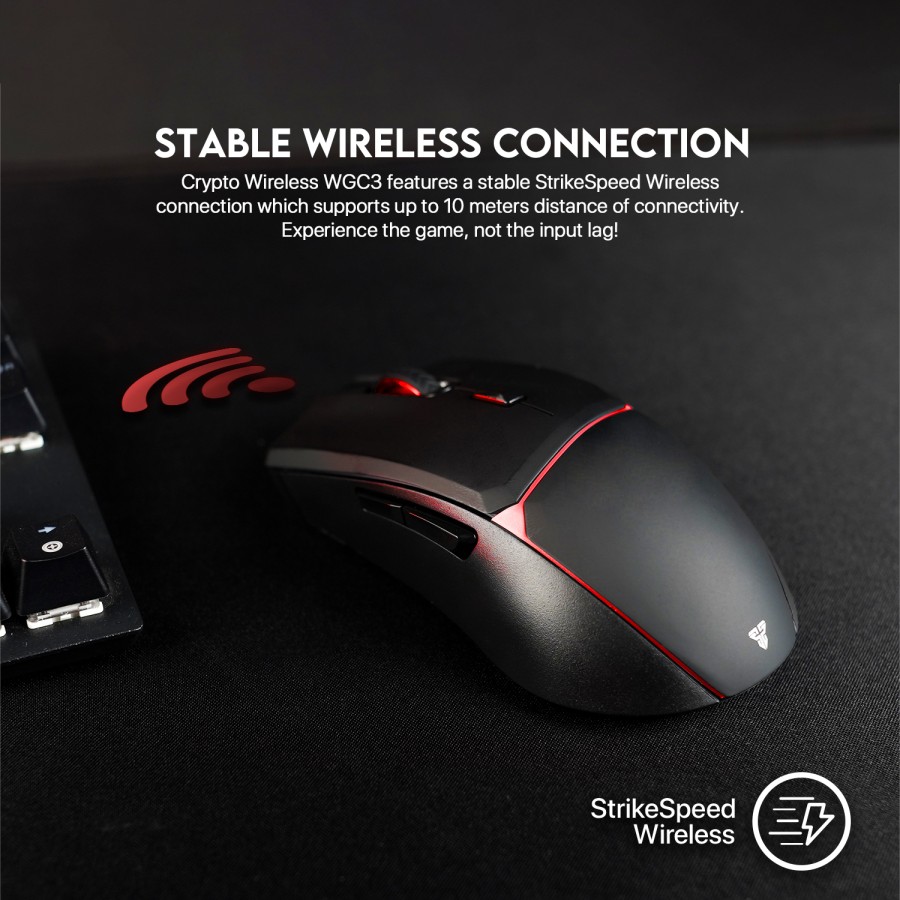 STABLE WIRELESS CONNECTION
Crypto Wireless WGC3 features a stable StrikeSpeed Wireless
connection which supports up to 10 meters distance of connectivity.
Experience the game, not the input lag!
StrikeSpeed
Wireless